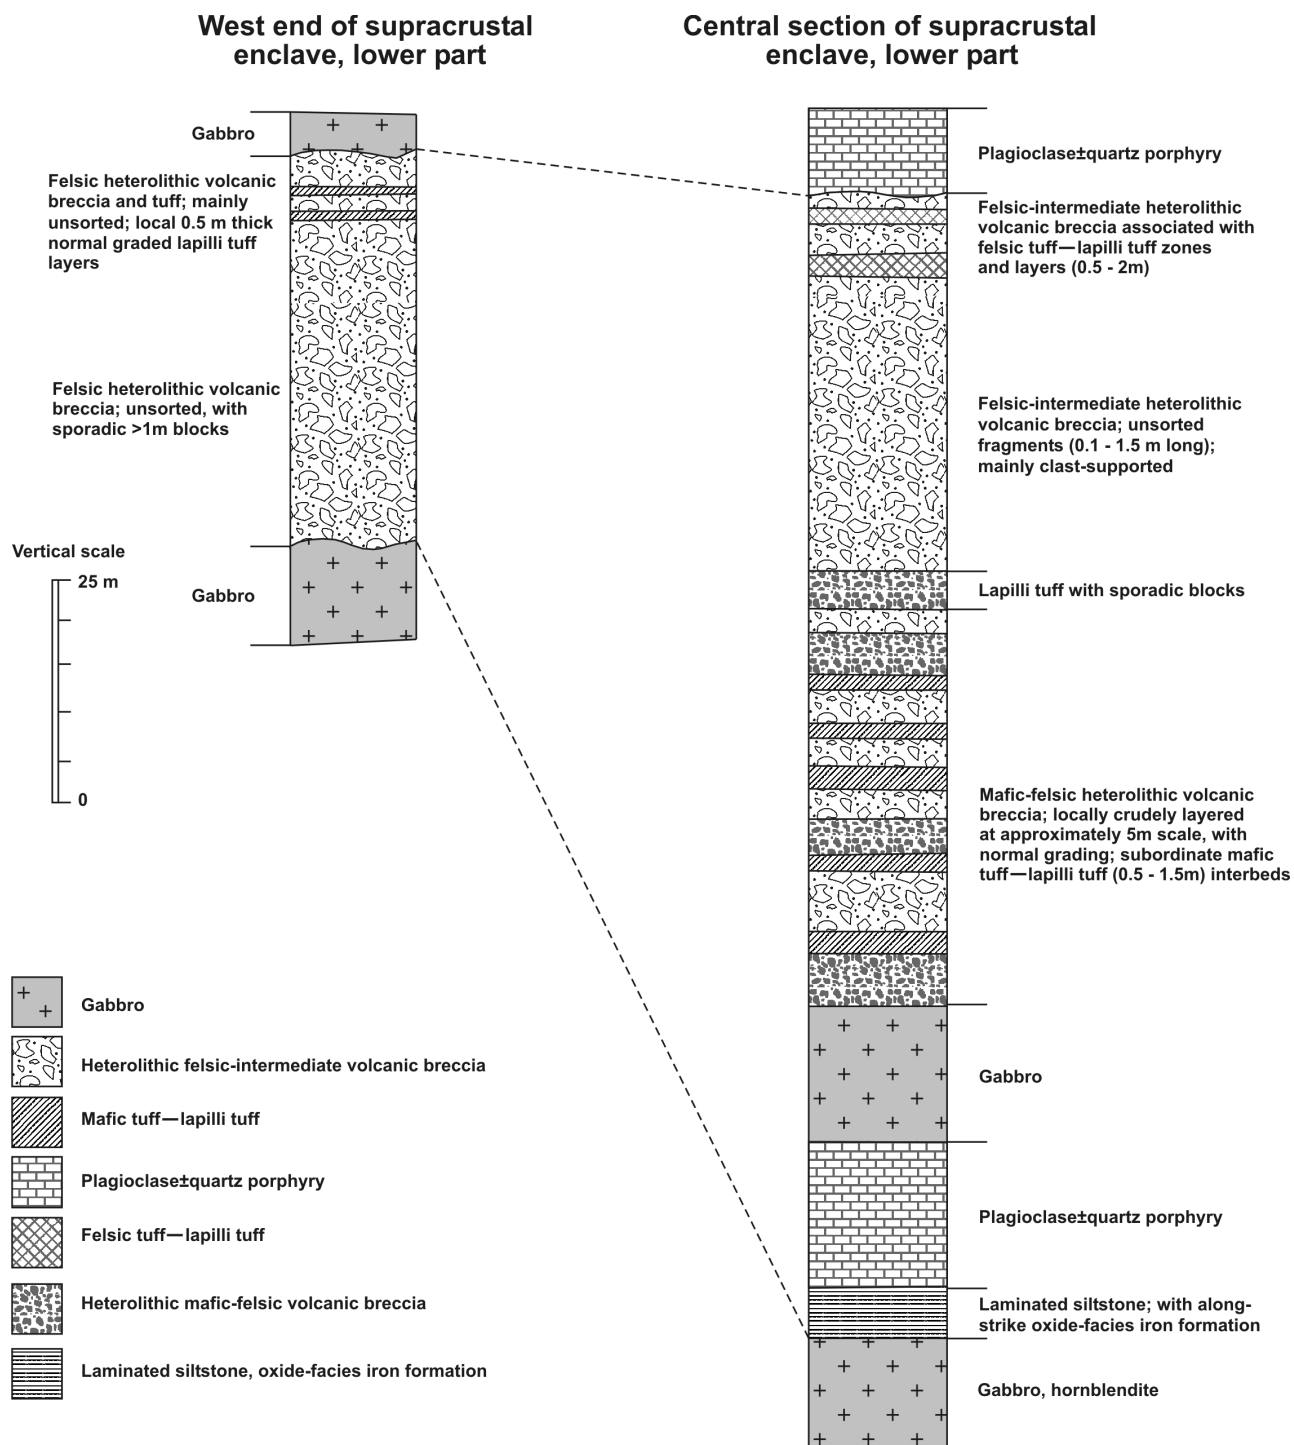 West end of supracrustal
enclave, lower part
Central section of supracrustal
enclave, lower part
Gabbro
Felsic heterolithic volcanic
breccia and tuff; mainly
unsorted; local 0.5 m thick
normal graded lapilli tuff
layers
Felsic heterolithic volcanic
breccia; unsorted, with
sporadic >1m blocks
Gabbro
Vertical scale
25 m
0
Plagioclase±quartz porphyry
Felsic-intermediate heterolithic
volcanic breccia associated with
felsic tuff—lapilli tuff zones
and layers (0.5 - 2m)
Felsic-intermediate heterolithic
volcanic breccia; unsorted
fragments (0.1 - 1.5 m long);
mainly clast-supported
Lapilli tuff with sporadic blocks
Mafic-felsic heterolithic volcanic
breccia; locally crudely layered
at approximately 5m scale, with
normal grading; subordinate mafic
tuff—lapilli tuff (0.5 - 1.5m) interbeds
Gabbro
Plagioclase±quartz porphyry
Laminated siltstone; with along-
strike oxide-facies iron formation
Gabbro, hornblendite
Gabbro
Heterolithic felsic-intermediate volcanic breccia
Mafic tuff—lapilli tuff
Plagioclase±quartz porphyry
Felsic tuff—lapilli tuff
Heterolithic mafic-felsic volcanic breccia
Laminated siltstone, oxide-facies iron formation